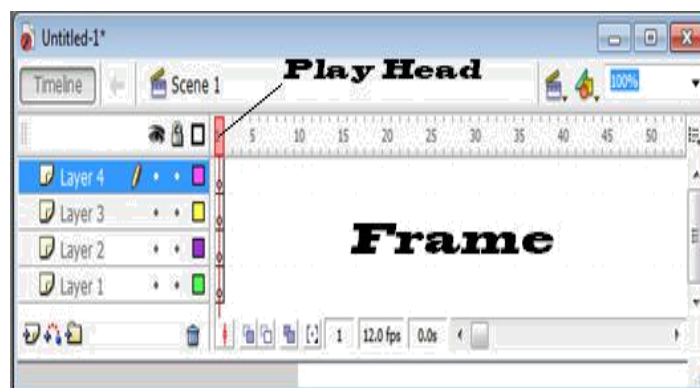 Untitled-1*
Timeline Scene 1 Play Head 100%
5 10 15 20 25 30 35 40 45 50
Layer 4
Layer 3
Layer 2
Layer 1
Frame
1 12.0 fps 0.0s